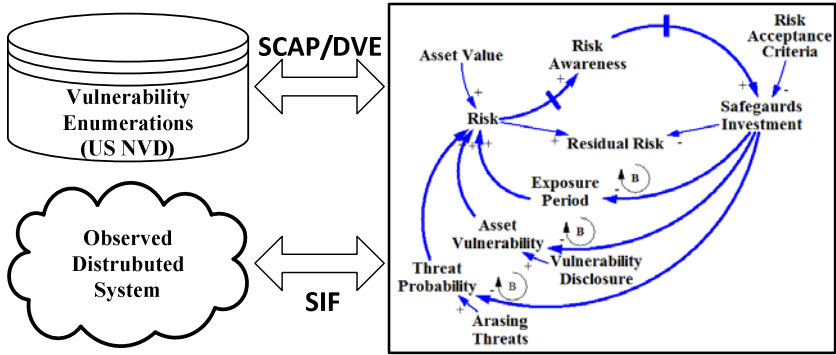 SCAP/DVE
Vulnerability
Enumerations
(US NVD)
Observed
Distrubuted
System
SIF
Asset Value
+
Risk
Awareness
+
Risk
Acceptance
Criteria
+
-
Safegaurds
Investment
Risk
+
Residual Risk
-
+ + +
Exposure
Period
-
B
Asset
Vulnerability
-
B
+
Vulnerability
Disclosure
Threat
Probability
-
B
+
Arasing
Threats